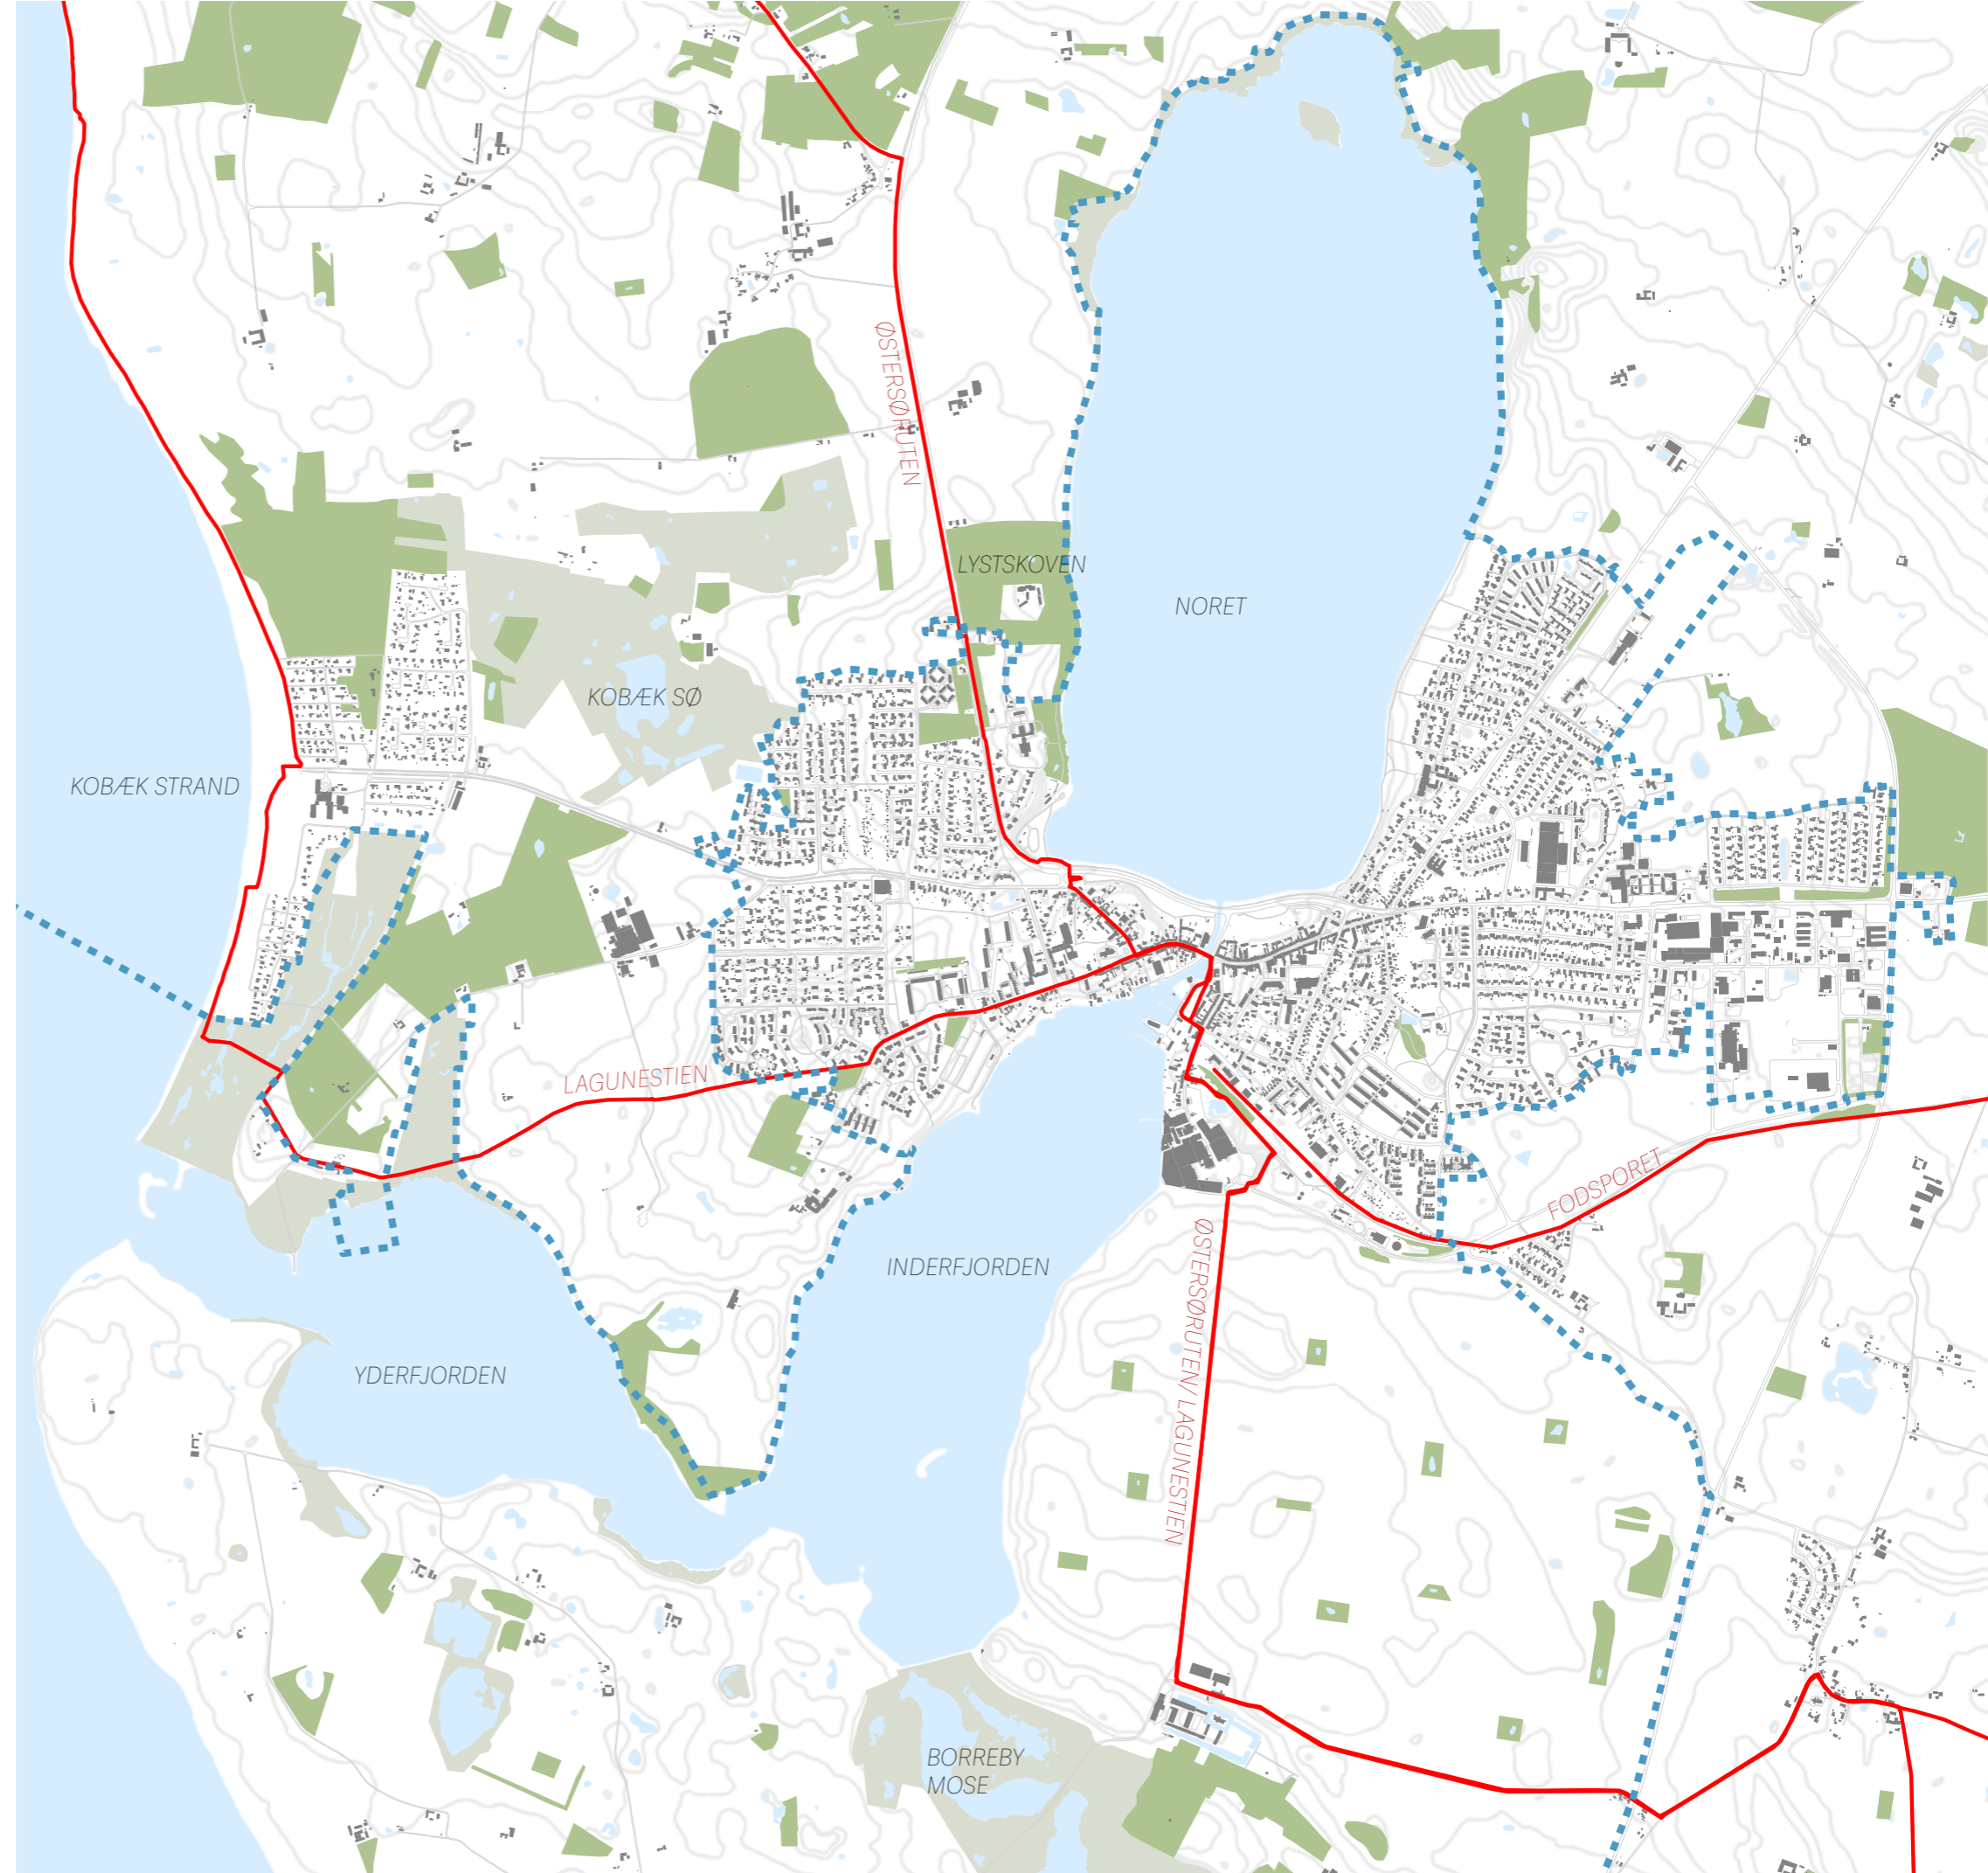 ØSTERSØRUTEN
LYSTSKOVEN
NORET
KOBÆK SØ
KOBÆK STRAND
LAGUNESTIEN
FODSPORET
INDERFJORDEN
ØSTERSØRUTEN/ LAGUNESTIEN
YDERFJORDEN
BORREBY
MOSE